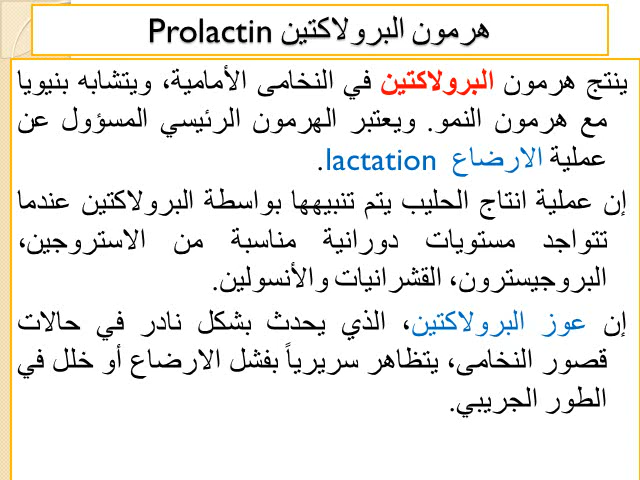 هرمون البرولاكتين Prolactin
ينتج هرمون البرولاكتين في النخامى الأمامية، ويتشابه بنيويا
مع هرمون النمو. ويعتبر الهرمون الرئيسي المسؤول عن
عملية الارضاع lactation.
إن عملية انتاج الحليب يتم تنبيهها بواسطة البرولاكتين عندما
تتواجد مستويات دورانية مناسبة من الاستروجين،
البروجيسترون، القشرانيات والأنسولين.
إن عوز البرولاكتين، الذي يحدث بشكل نادر في حالات
قصور النخامى، يتظاهر سريرياً بفشل الارضاع أو خلل في
الطور الجريبي.